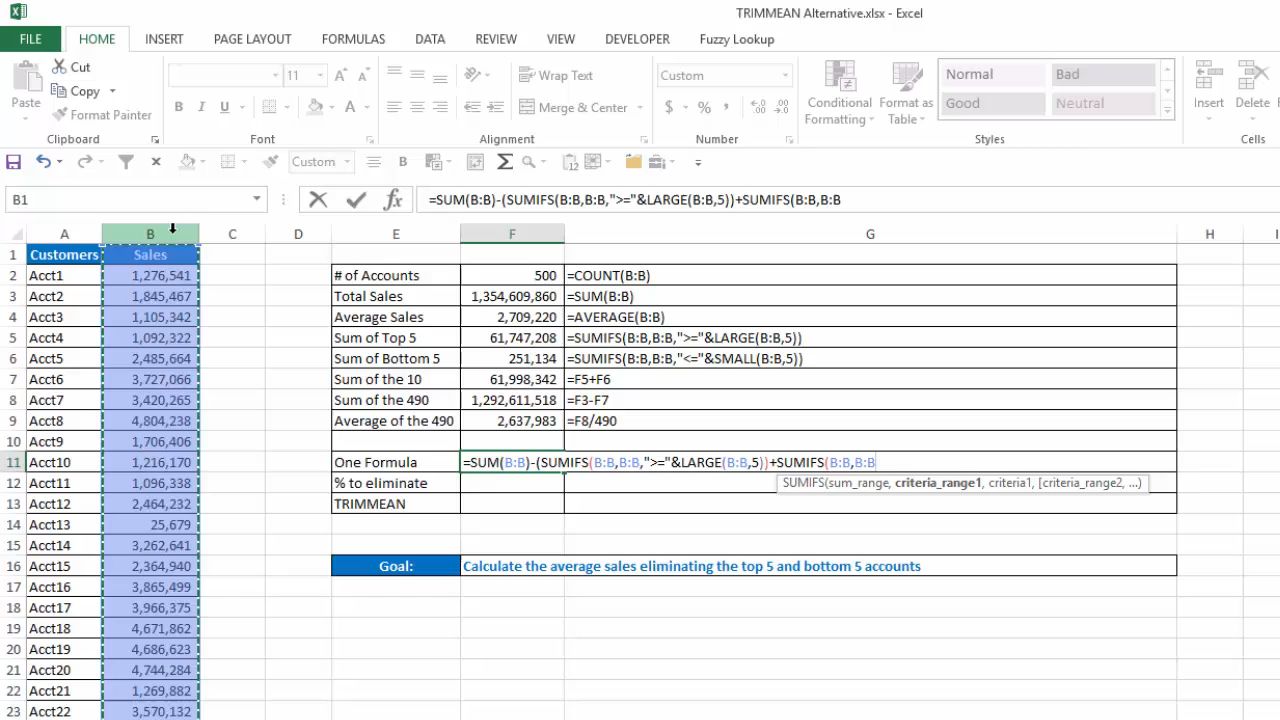 TRIMMEAN Alternative.xlsx - Excel
FILE HOME INSERT PAGE LAYOUT FORMULAS DATA REVIEW VIEW DEVELOPER Fuzzy Lookup
Paste
Cut
Copy
Format Painter
Clipboard
11 A A
B I U A
Font
Wrap Text
Merge & Center
Alignment
Custom
$ % ,
Number
Conditional Formatting
Format as Table
Normal Bad
Good Neutral
Styles
Insert Delete
Cells
Custom B
B1 fx =SUM(B:B)-(SUMIFS(B:B,B:B,">="&LARGE(B:B,5))+SUMIFS(B:B,B:B
A B C D E F G H I
1 Customers Sales
2 Acct1 1,276,541 # of Accounts 500 =COUNT(B:B)
3 Acct2 1,845,467 Total Sales 1,354,609,860 =SUM(B:B)
4 Acct3 1,105,342 Average Sales 2,709,220 =AVERAGE(B:B)
5 Acct4 1,092,322 Sum of Top 5 61,747,208 =SUMIFS(B:B,B:B,">="&LARGE(B:B,5))
6 Acct5 2,485,664 Sum of Bottom 5 251,134 =SUMIFS(B:B,B:B,"<="&SMALL(B:B,5))
7 Acct6 3,727,066 Sum of the 10 61,998,342 =F5+F6
8 Acct7 3,420,265 Sum of the 490 1,292,611,518 =F3-F7
9 Acct8 4,804,238 Average of the 490 2,637,983 =F8/490
10 Acct9 1,706,406
11 Acct10 1,216,170 One Formula =SUM(B:B)-(SUMIFS(B:B,B:B,">="&LARGE(B:B,5))+SUMIFS(B:B,B:B
12 Acct11 1,096,338 % to eliminate SUMIFS(sum_range, criteria_range1, criteria1, [criteria_range2, ...)
13 Acct12 2,464,232 TRIMMEAN
14 Acct13 25,679
15 Acct14 3,262,641
16 Acct15 2,364,940 Goal: Calculate the average sales eliminating the top 5 and bottom 5 accounts
17 Acct16 3,865,499
18 Acct17 3,966,375
19 Acct18 4,671,862
20 Acct19 4,686,623
21 Acct20 4,744,284
22 Acct21 1,269,882
23 Acct22 3,570,132